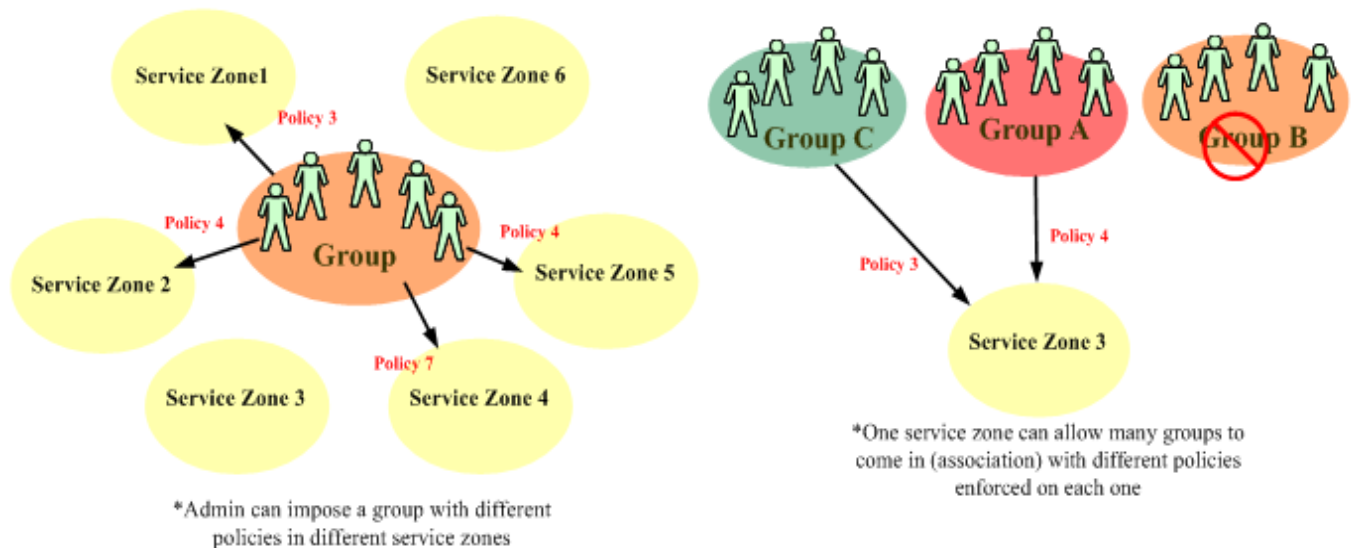 Service Zone1
Service Zone 6
Policy 3
Policy 4
Group
Policy 4
Service Zone 2
Service Zone 5
Policy 7
Service Zone 3
Service Zone 4
*Admin can impose a group with different
policies in different service zones
Group C
Group A
Group B
Policy 4
Policy 3
Service Zone 3
*One service zone can allow many groups to
come in (association) with different policies
enforced on each one